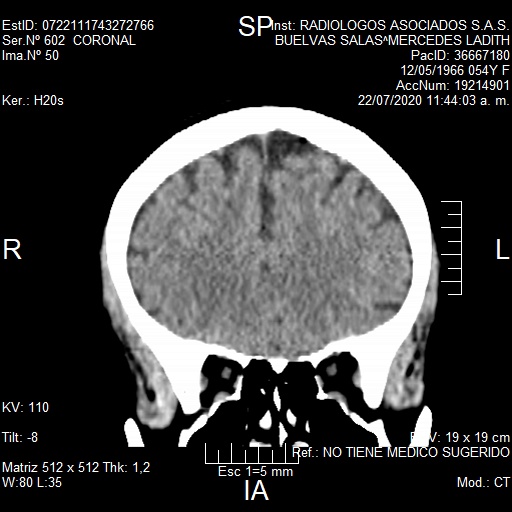 EstID: 0722111743272766
Ser.Nº 602 CORONAL
Ima.Nº 50
Ker.: H20s
SP
Inst: RADIOLOGOS ASOCIADOS S.A.S.
BUELVAS SALAS^MERCEDES LADITH
PacID: 36667180
12/05/1966 054Y F
AccNum: 19214901
22/07/2020 11:44:03 a. m.
R
L
KV: 110
Tilt: -8
Matriz 512 x 512 Thk: 1,2
W:80 L:35
Esc 1=5 mm
IA
19 x 19 cm
Ref.: NO TIENE MEDICO SUGERIDO
Mod.: CT